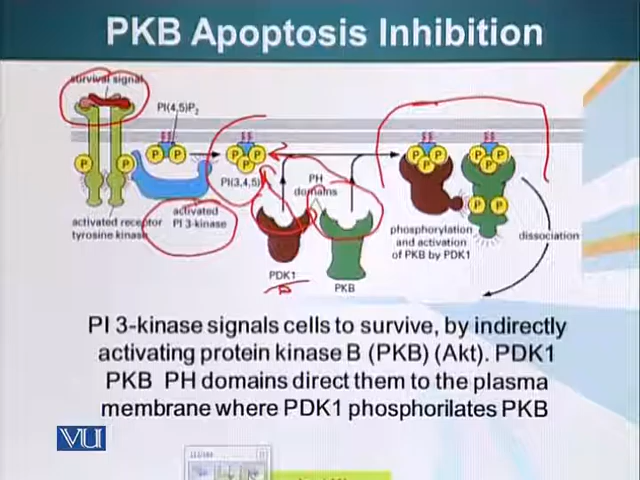 PKB Apoptosis Inhibition
survival signal
PI(4,5)P2
P P P P P P P
PI(3,4,5)
PH
domains
P P P P P P
P P
activated receptor
tyrosine kinase
activated
PI 3-kinase
PDK1
PKB
phosphorylation
and activation
of PKB by PDK1
dissociation
PI 3-kinase signals cells to survive, by indirectly
activating protein kinase B (PKB) (Akt). PDK1
PKB PH domains direct them to the plasma
membrane where PDK1 phosphorilates PKB
VU